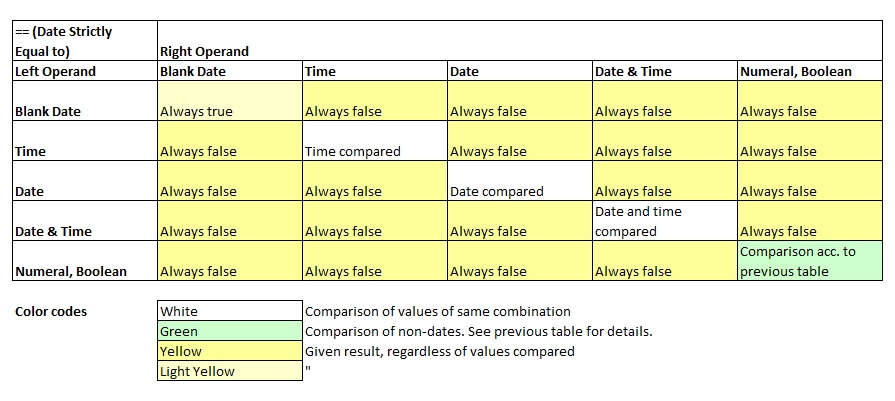 == (Date Strictly
Equal to) Right Operand
Left Operand Blank Date Time Date Date & Time Numeral, Boolean
Blank Date Always true Always false Always false Always false Always false
Time Always false Time compared Always false Always false Always false
Date Always false Always false Date compared Always false Always false
Date & Time Always false Always false Always false Date and time
compared Always false
Numeral, Boolean Always false Always false Always false Always false Comparison acc. to
previous table
Color codes White Comparison of values of same combination
Green Comparison of non-dates. See previous table for details.
Yellow Given result, regardless of values compared
Light Yellow "